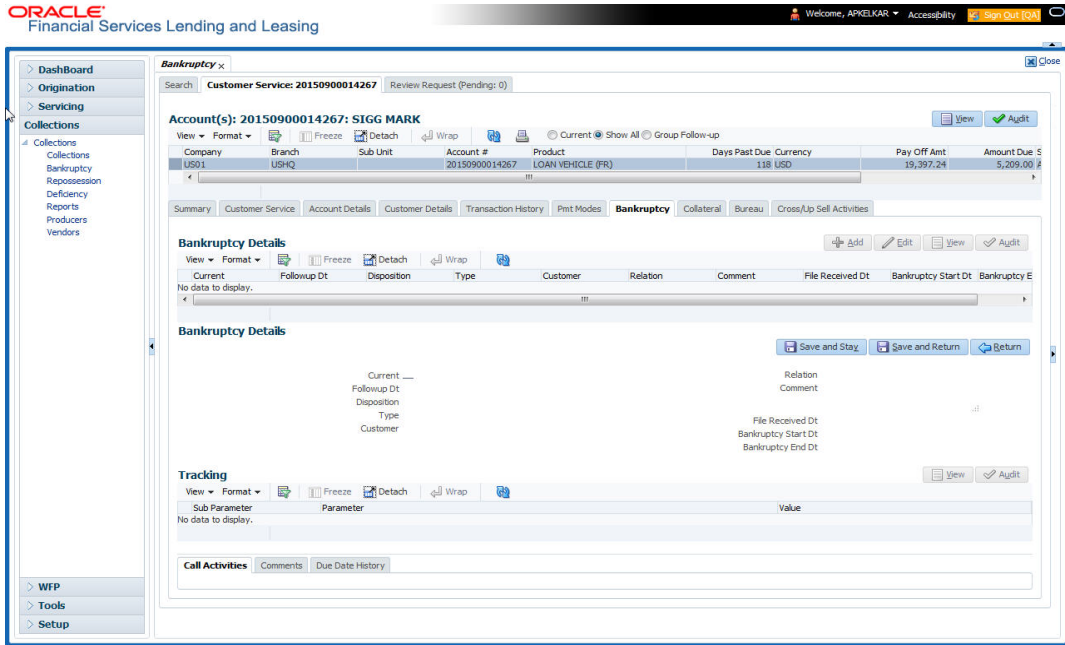 ORACLE
Financial Services Lending and Leasing
Welcome, APKELKAR Accessibility Sign Out [QA]
Close
DashBoard
Origination
Servicing
Collections
Collections
Collections
Bankruptcy
Repossession
Deficiency
Reports
Producers
Vendors
WFP
Tools
Setup
Bankruptcy x
Search Customer Service: 20150900014267 Review Request (Pending: 0)
Account(s): 20150900014267: SIGG MARK
View Audit
View Format Freeze Detach Wrap Current Show All Group Follow-up
Company Branch Sub Unit Account # Product Days Past Due Currency Pay Off Amt Amount Due S
US01 USHQ 20150900014267 LOAN VEHICLE (FR) 118 USD 19,397.24 5,209.00 A
Summary Customer Service Account Details Customer Details Transaction History Pmt Modes Bankruptcy Collateral Bureau Cross/Up Sell Activities
Bankruptcy Details
Add Edit View Audit
View Format Freeze Detach Wrap
Current Followup Dt Disposition Type Customer Relation Comment File Received Dt Bankruptcy Start Dt Bankruptcy E
No data to display.
Bankruptcy Details
Save and Stay Save and Return Return
Current
Followup Dt
Disposition
Type
Customer
Relation
Comment
File Received Dt
Bankruptcy Start Dt
Bankruptcy End Dt
Tracking
View Audit
View Format Freeze Detach Wrap
Sub Parameter Parameter Value
No data to display.
Call Activities Comments Due Date History